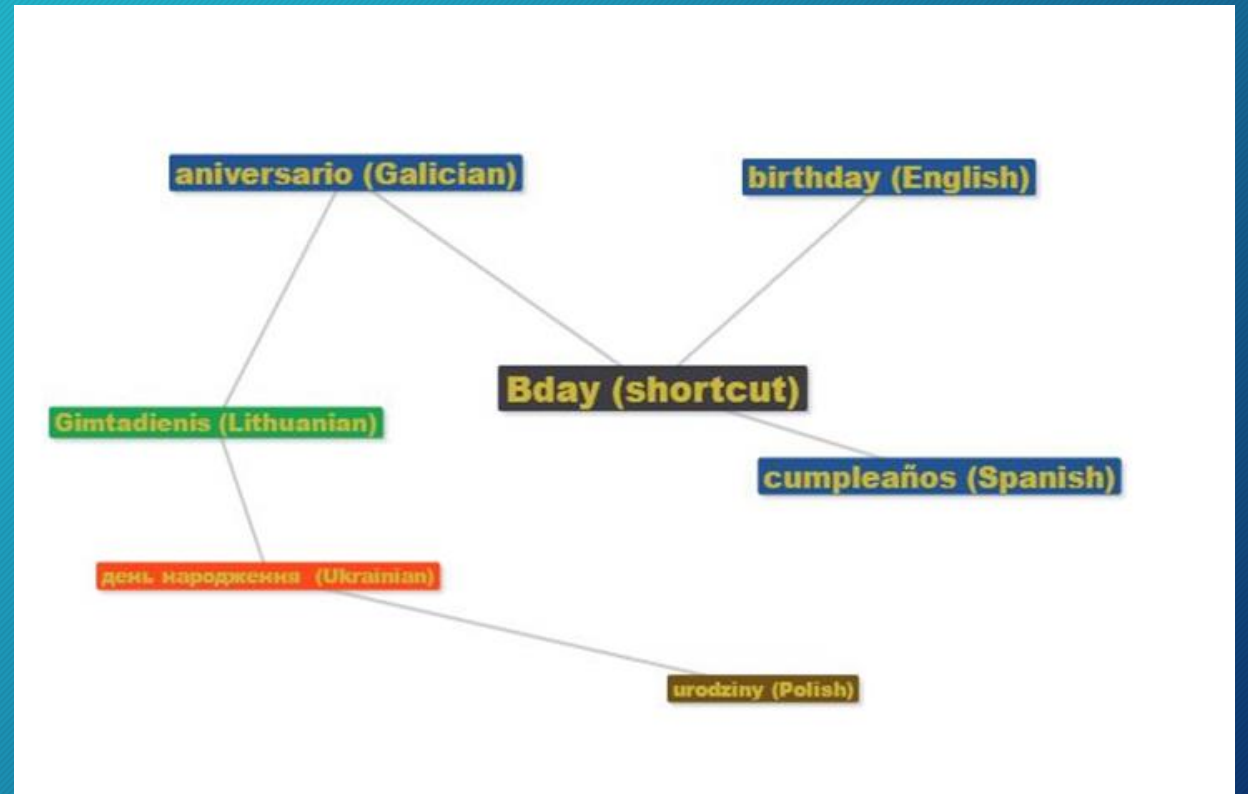 aniversario (Galician)
birthday (English)
Bday (shortcut)
Gimtadienis (Lithuanian)
cumpleaños (Spanish)
день народження (Ukrainian)
urodziny (Polish)